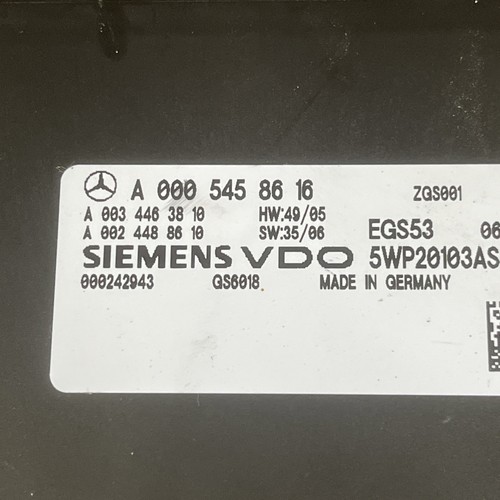 A 000 545 86 16 ZGS001
A 003 446 38 10 HW:49/05
A 002 448 86 10 SW:35/06 EGS53 06
SIEMENS VDO 5WP20103AS
000242943 GS6018 MADE IN GERMANY